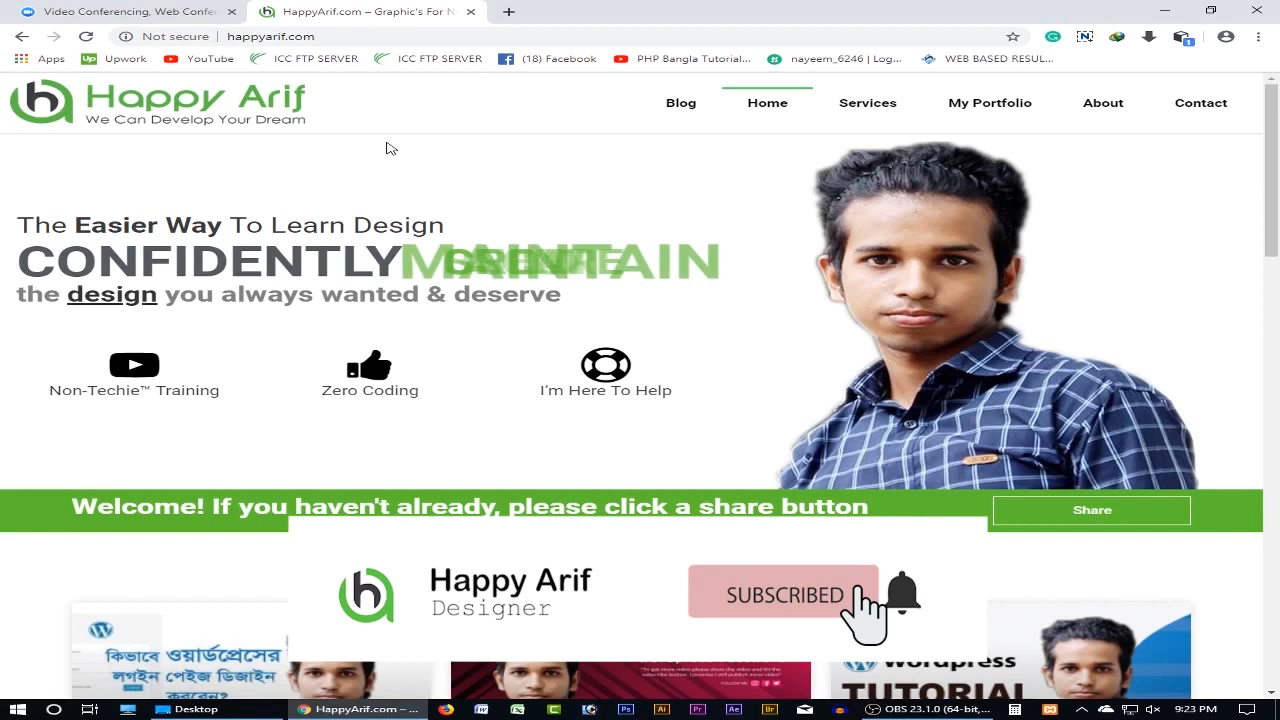 Video Conferencing, Web Confer
HappyArif.com – Graphic's For N
Not secure | happyarif.com
Apps
Upwork
YouTube
ICC FTP SERVER
ICC FTP SERVER
(18) Facebook
PHP Bangla Tutorial...
nayeem_6246 | Log...
WEB BASED RESUL...
Happy Arif
We Can Develop Your Dream
Blog
Home
Services
My Portfolio
About
Contact
The Easier Way To Learn Design
CONFIDENTLY MAINTAIN
the design you always wanted & deserve
Non-Techie™ Training
Zero Coding
I'm Here To Help
Welcome! If you haven't already, please click a share button
Share
Happy Arif
Designer
SUBSCRIBED
কিভাবে ওয়ার্ডপ্রেসের
লগইন পেইজ ডিজাইন
করবেন?
FOLLOW ME
Wordpress
TUTORIAL
Desktop
HappyArif.com – ...
OBS 23.1.0 (64-bit,...
9:23 PM